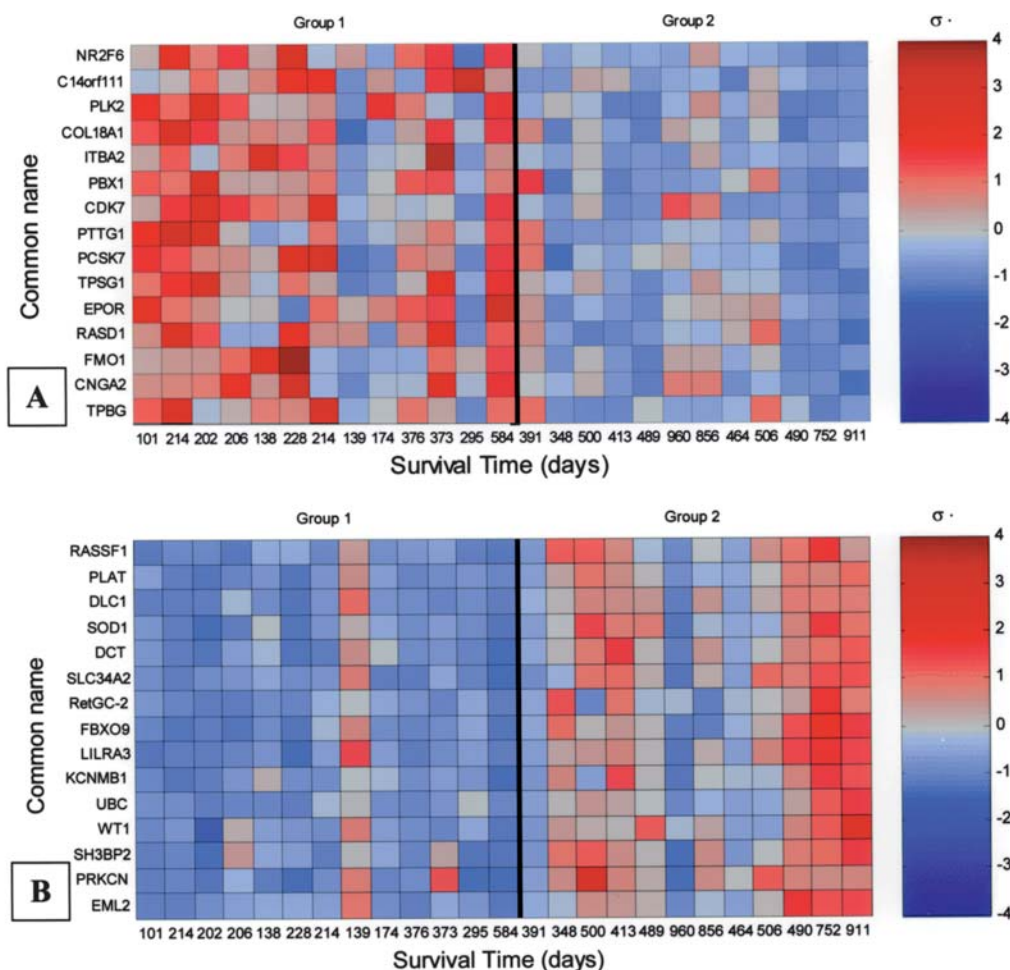 Group 1 Group 2 σ ·
NR2F6
C14orf111
PLK2
COL18A1
ITBA2
PBX1
CDK7
PTTG1
PCSK7
TPSG1
EPOR
RASD1
FMO1
CNGA2
TPBG
Common name
A
4
3
2
1
0
-1
-2
-3
-4
101 214 202 206 138 228 214 139 174 376 373 295 584 391 348 500 413 489 960 856 464 506 490 752 911
Survival Time (days)
Group 1 Group 2 σ ·
RASSF1
PLAT
DLC1
SOD1
DCT
SLC34A2
RetGC-2
FBXO9
LILRA3
KCNMB1
UBC
WT1
SH3BP2
PRKCN
EML2
Common name
B
4
3
2
1
0
-1
-2
-3
-4
101 214 202 206 138 228 214 139 174 376 373 295 584 391 348 500 413 489 960 856 464 506 490 752 911
Survival Time (days)